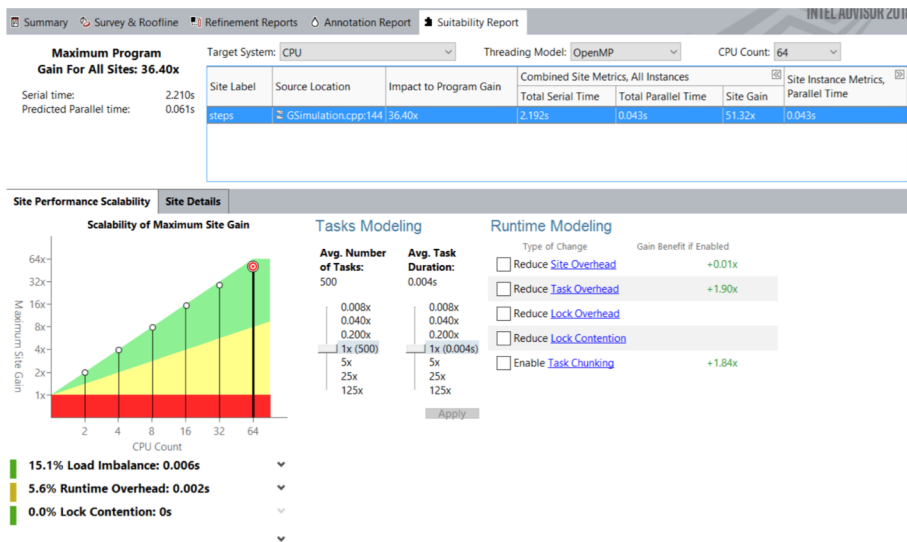 INTEL ADVISOR 2018
Summary Survey & Roofline Refinement Reports Annotation Report Suitability Report
Maximum Program
Gain For All Sites: 36.40x
Serial time: 2.210s
Predicted Parallel time: 0.061s
Target System: CPU Threading Model: OpenMP CPU Count: 64
Site Label Source Location Impact to Program Gain Combined Site Metrics, All Instances Site Instance Metrics,
Total Serial Time Total Parallel Time Site Gain Parallel Time
steps GSimulation.cpp:144 36.40x 2.192s 0.043s 51.32x 0.043s
Site Performance Scalability Site Details
Scalability of Maximum Site Gain
Maximum Site Gain
64x
32x
16x
8x
4x
2x
1x
2 4 8 16 32 64
CPU Count
Tasks Modeling
Avg. Number
of Tasks:
500
0.008x
0.040x
0.200x
1x (500)
5x
25x
125x
Avg. Task
Duration:
0.004s
0.008x
0.040x
0.200x
1x (0.004s)
5x
25x
125x
Apply
Runtime Modeling
Type of Change Gain Benefit if Enabled
Reduce Site Overhead +0.01x
Reduce Task Overhead +1.90x
Reduce Lock Overhead
Reduce Lock Contention
Enable Task Chunking +1.84x
15.1% Load Imbalance: 0.006s
5.6% Runtime Overhead: 0.002s
0.0% Lock Contention: 0s